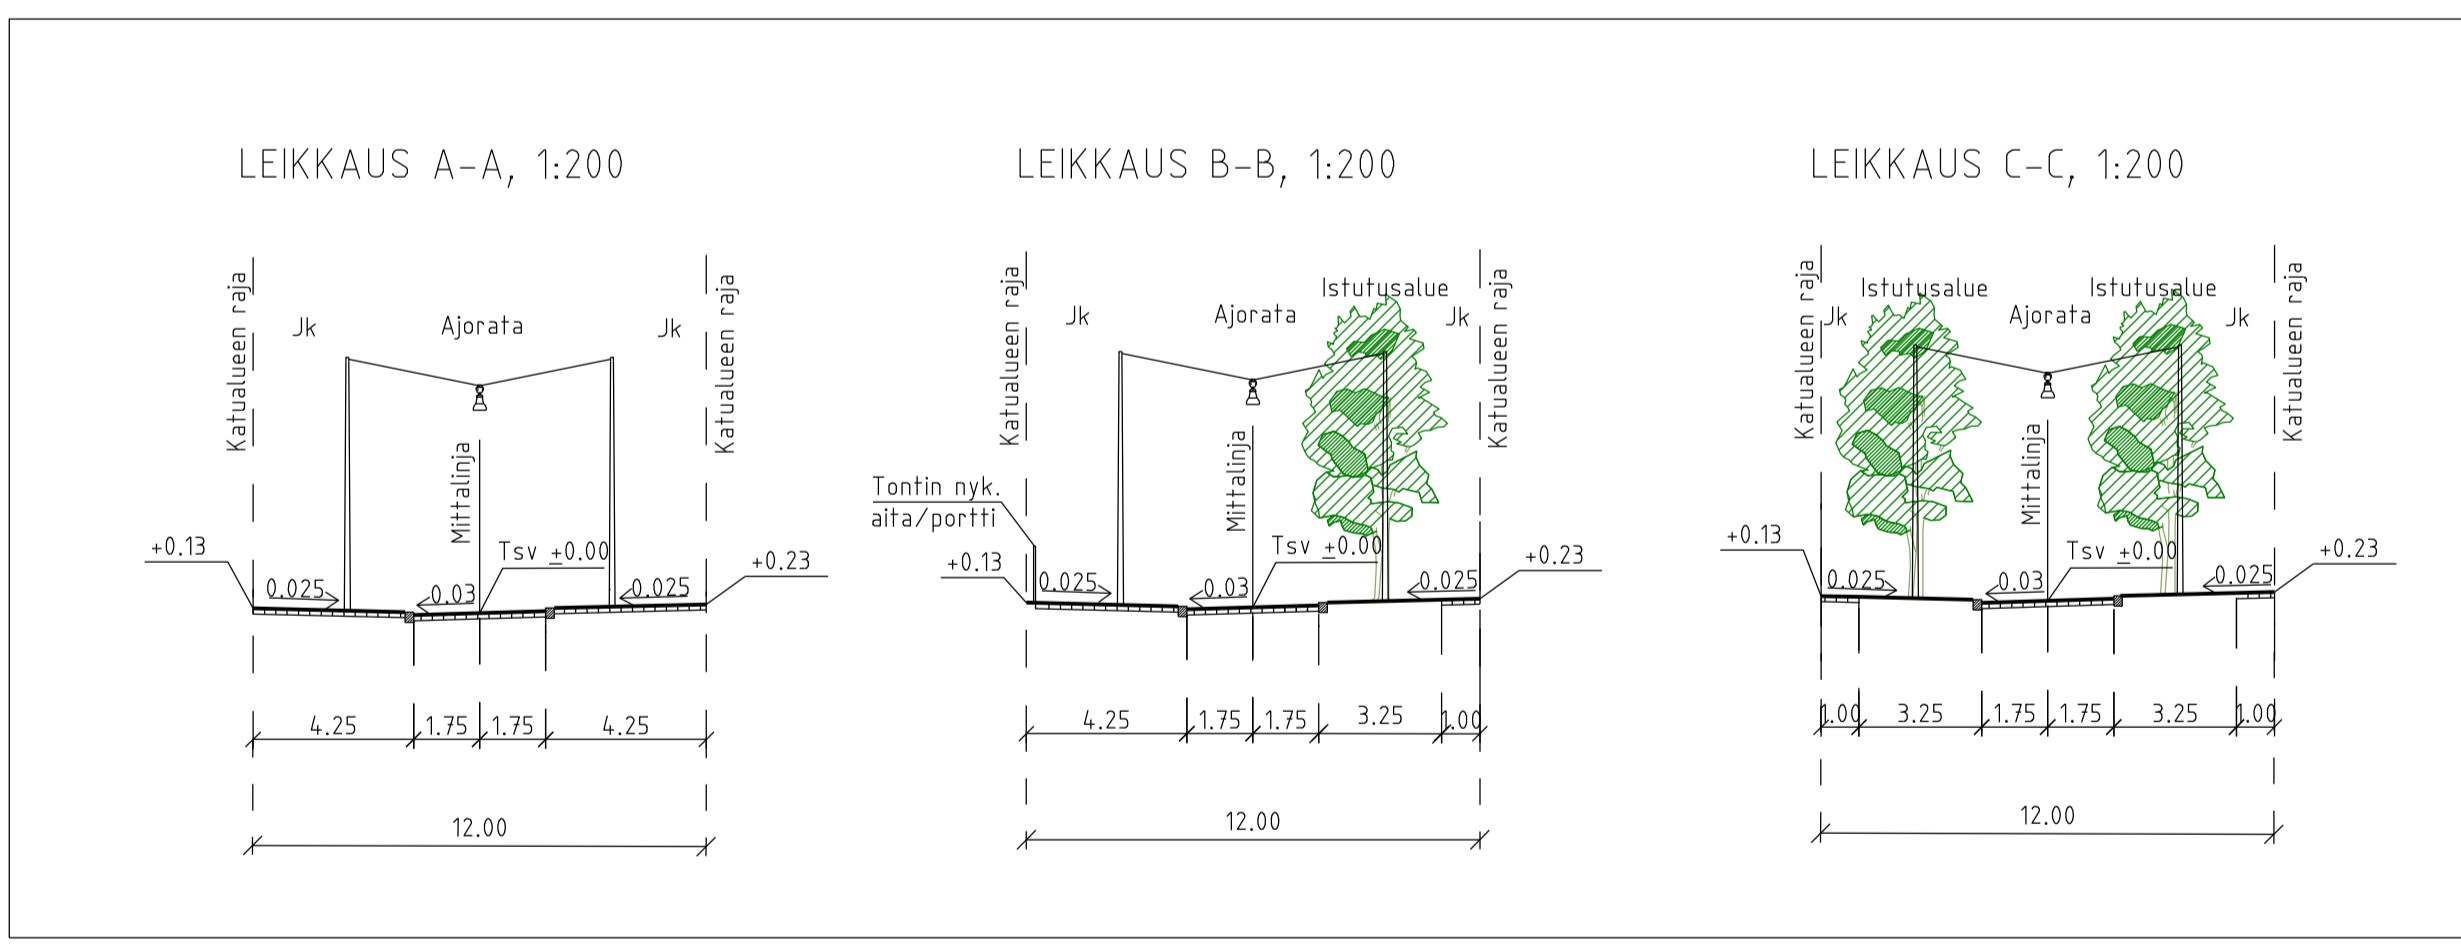 LEIKKAUS A-A, 1:200
Katualueen raja
Jk
Ajorata
Jk
Katualueen raja
Mittalinja
+0.13
Tsv ±0.00
+0.23
0.025
0.03
0.025
4.25
1.75
1.75
4.25
12.00
LEIKKAUS B-B, 1:200
Katualueen raja
Jk
Ajorata
Istutusalue
Jk
Katualueen raja
Mittalinja
Tontin nyk.
aita/portti
+0.13
Tsv ±0.00
+0.23
0.025
0.03
0.025
4.25
1.75
1.75
3.25
1.00
12.00
LEIKKAUS C-C, 1:200
Katualueen raja
Jk
Istutusalue
Ajorata
Istutusalue
Jk
Katualueen raja
Mittalinja
+0.13
Tsv ±0.00
+0.23
0.025
0.03
0.025
1.00
3.25
1.75
1.75
3.25
1.00
12.00